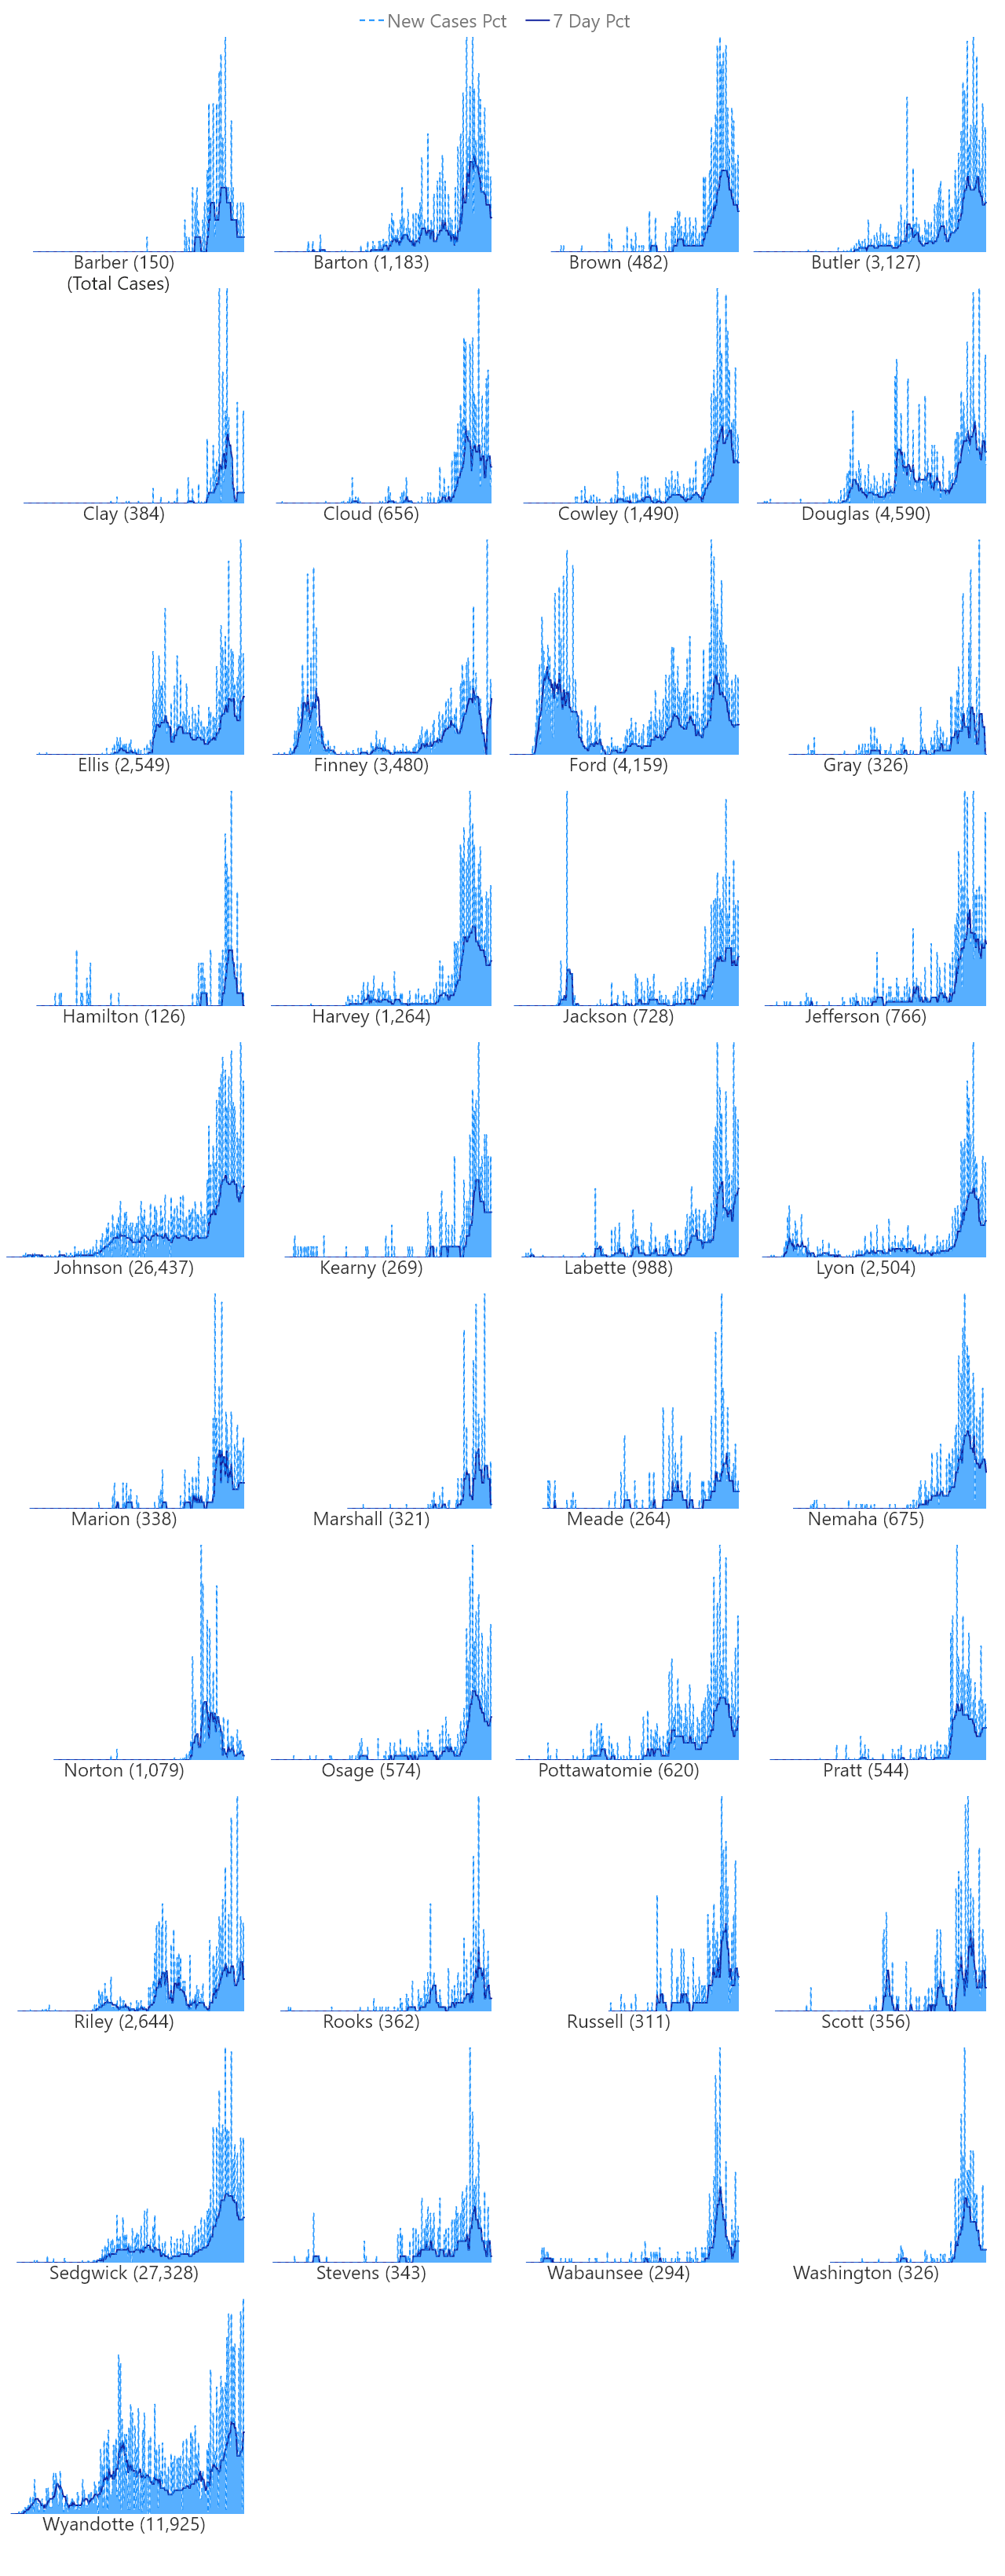 New Cases Pct 7 Day Pct
Barber (150) Barton (1,183) Brown (482) Butler (3,127)
(Total Cases)
Clay (384) Cloud (656) Cowley (1,490) Douglas (4,590)
Ellis (2,549) Finney (3,480) Ford (4,159) Gray (326)
Hamilton (126) Harvey (1,264) Jackson (728) Jefferson (766)
Johnson (26,437) Kearny (269) Labette (988) Lyon (2,504)
Marion (338) Marshall (321) Meade (264) Nemaha (675)
Norton (1,079) Osage (574) Pottawatomie (620) Pratt (544)
Riley (2,644) Rooks (362) Russell (311) Scott (356)
Sedgwick (27,328) Stevens (343) Wabaunsee (294) Washington (326)
Wyandotte (11,925)